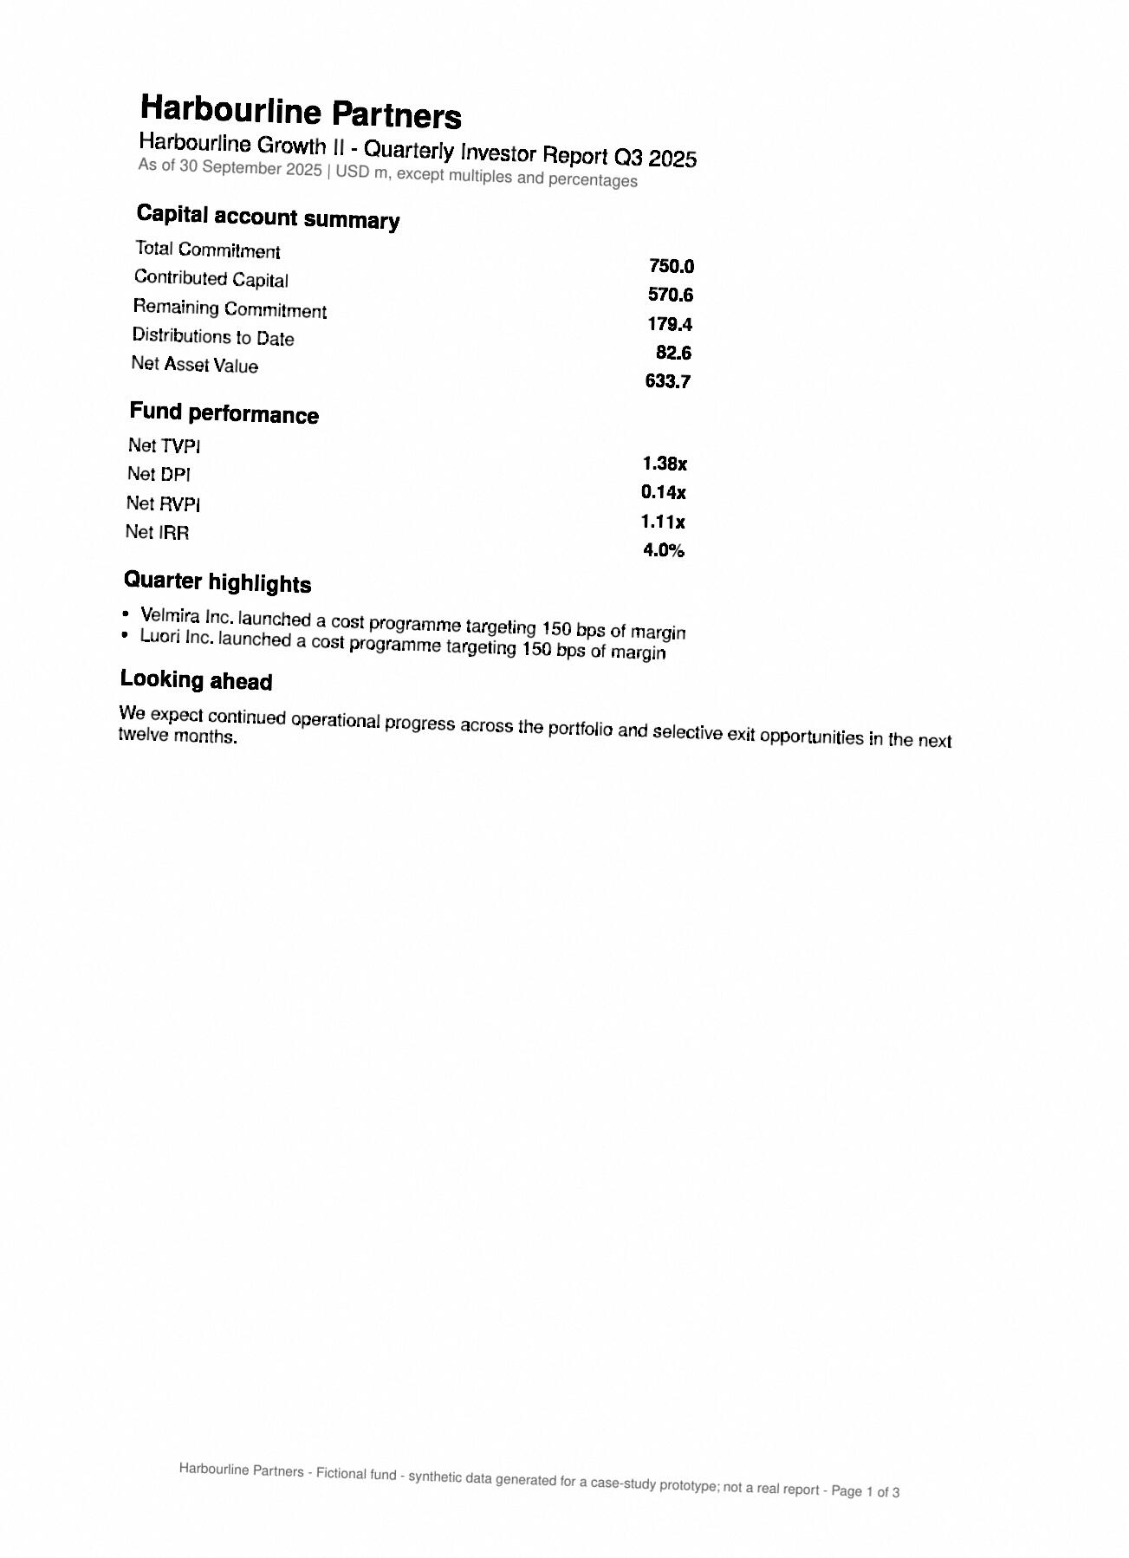 Harbourline Partners
Harbourline Growth II - Quarterly Investor Report Q3 2025
As of 30 September 2025 | USD m, except multiples and percentages
Capital account summary
Total Commitment 750.0
Contributed Capital 570.6
Remaining Commitment 179.4
Distributions to Date 82.6
Net Asset Value 633.7
Fund performance
Net TVPI 1.38x
Net DPI 0.14x
Net RVPI 1.11x
Net IRR 4.0%
Quarter highlights
• Velmira Inc. launched a cost programme targeting 150 bps of margin
• Luori Inc. launched a cost programme targeting 150 bps of margin
Looking ahead
We expect continued operational progress across the portfolio and selective exit opportunities in the next
twelve months.
Harbourline Partners - Fictional fund - synthetic data generated for a case-study prototype; not a real report - Page 1 of 3